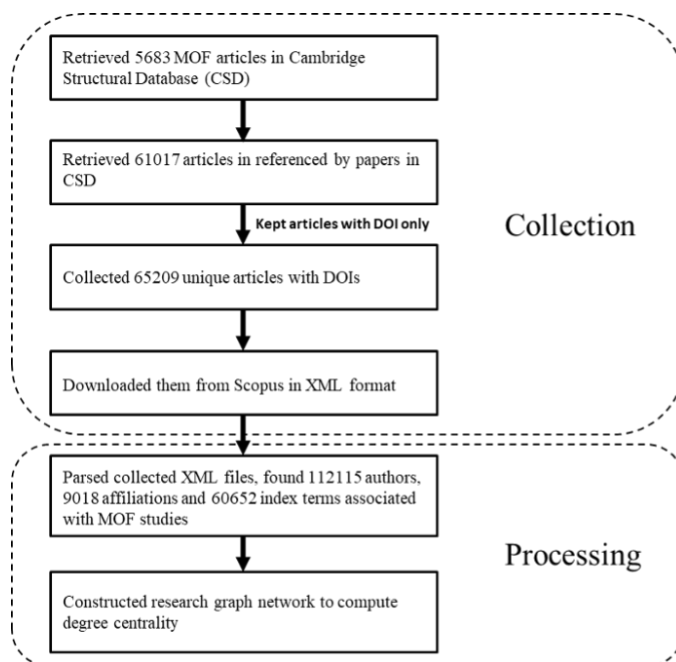 Retrieved 5683 MOF articles in Cambridge
Structural Database (CSD)
Retrieved 61017 articles in referenced by papers in
CSD
Kept articles with DOI only
Collection
Collected 65209 unique articles with DOIs
Downloaded them from Scopus in XML format
Parsed collected XML files, found 112115 authors,
9018 affiliations and 60652 index terms associated
with MOF studies
Processing
Constructed research graph network to compute
degree centrality